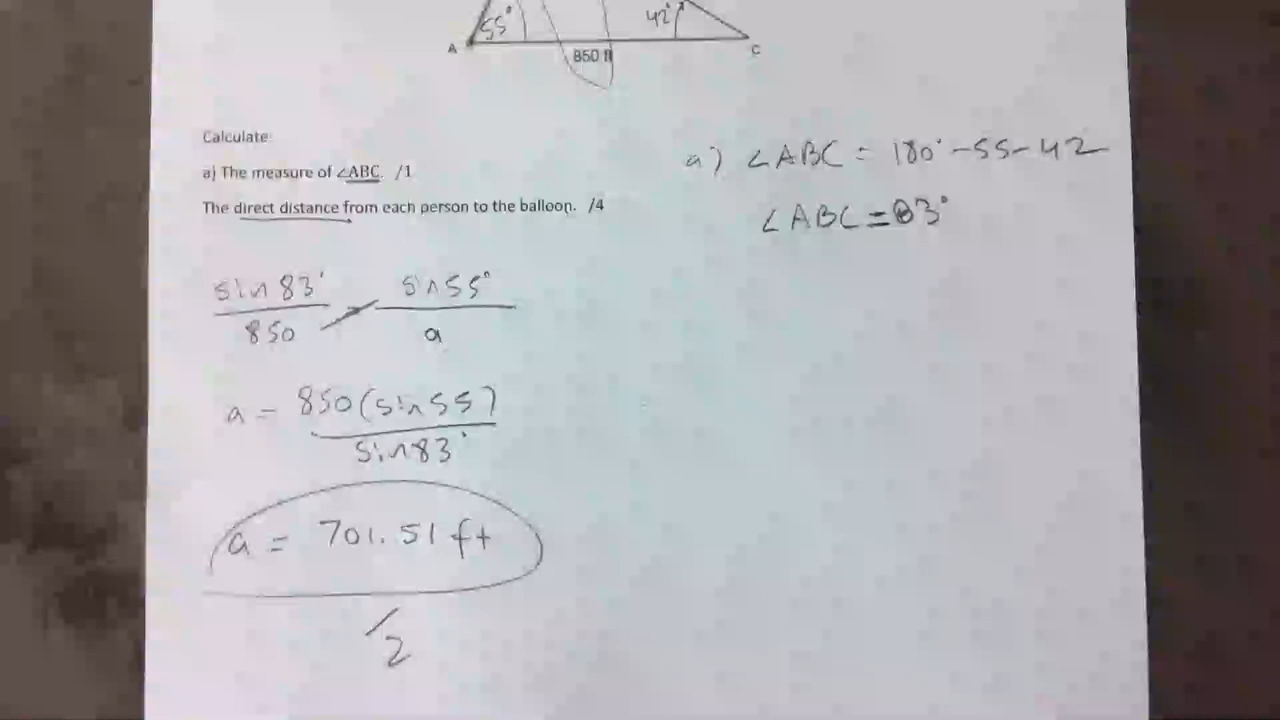 55°
42°
A
C
850 ft
Calculate:
a) The measure of ∠ABC. /1
The direct distance from each person to the balloon. /4
a) ∠ABC = 180° - 55 - 42
∠ABC = 83°
sin 83° / 850 = sin 55° / a
a = 850 (sin 55) / sin 83°
a = 701.51 ft
/2